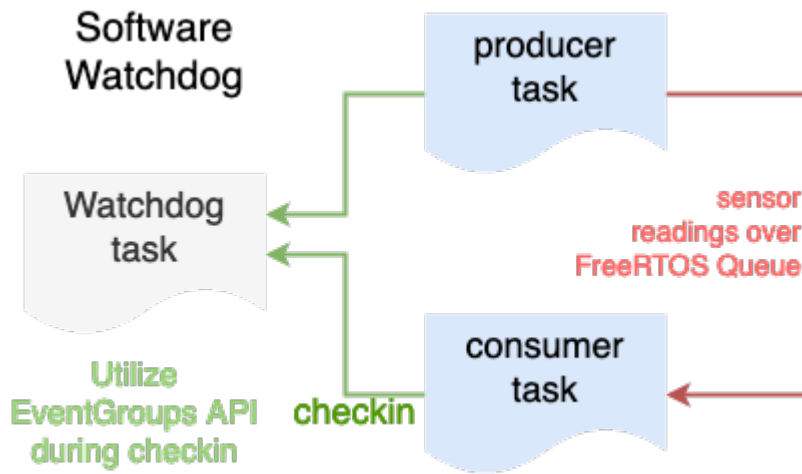 Software
Watchdog
producer
task
Watchdog
task
sensor
readings over
FreeRTOS Queue
consumer
task
Utilize
EventGroups API
during checkin
checkin